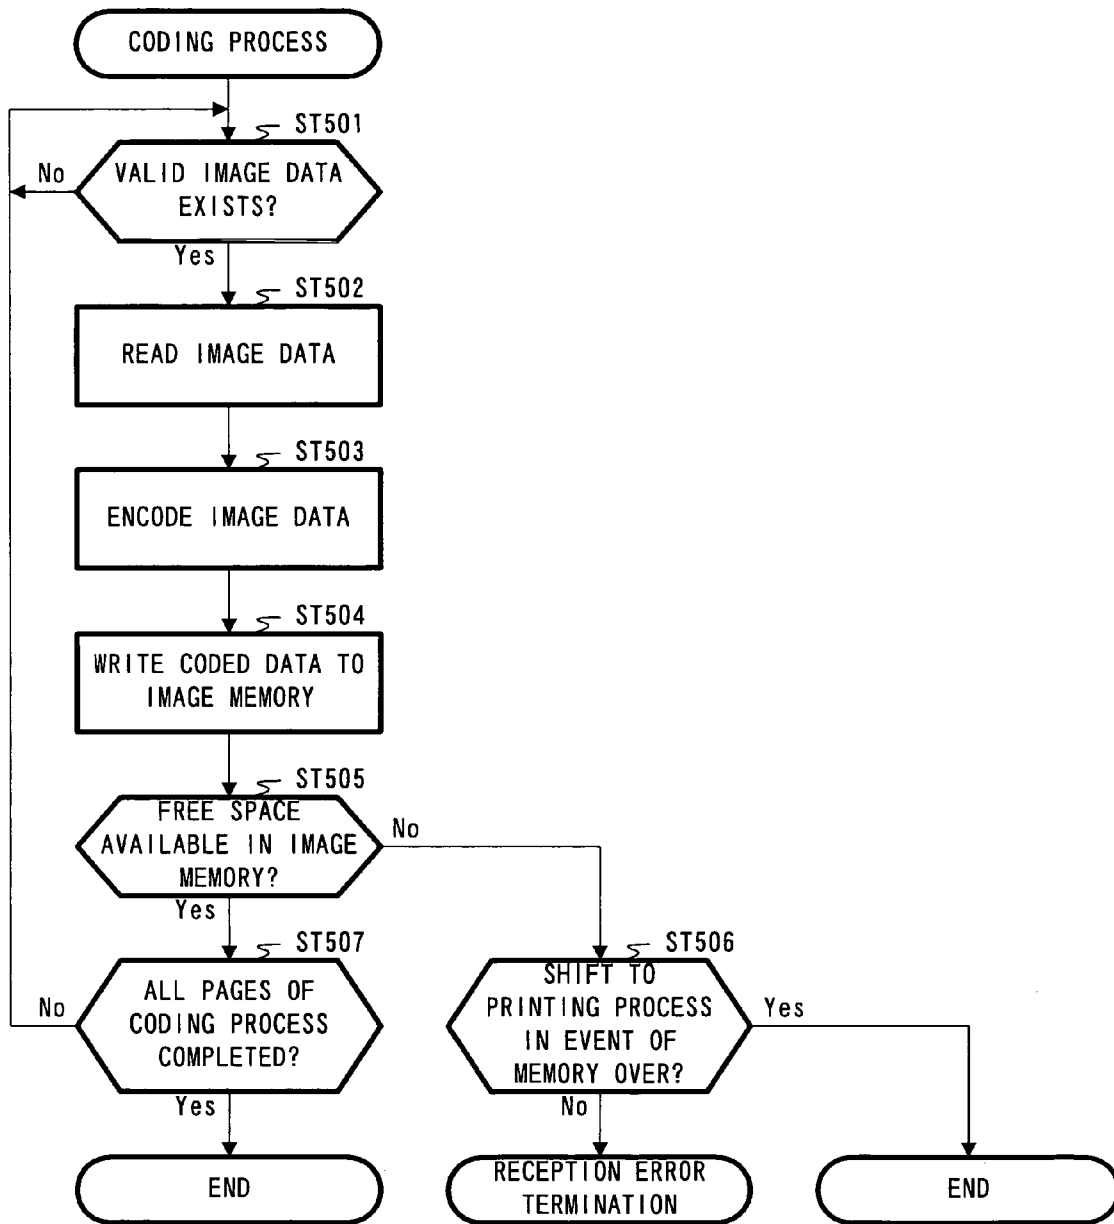 CODING PROCESS
ST501
No
VALID IMAGE DATA
EXISTS?
Yes
ST502
READ IMAGE DATA
ST503
ENCODE IMAGE DATA
ST504
WRITE CODED DATA TO
IMAGE MEMORY
ST505
FREE SPACE
AVAILABLE IN IMAGE
MEMORY?
No
Yes
ST507
No
ALL PAGES OF
CODING PROCESS
COMPLETED?
Yes
ST506
SHIFT TO
PRINTING PROCESS
IN EVENT OF
MEMORY OVER?
Yes
No
END
RECEPTION ERROR
TERMINATION
END